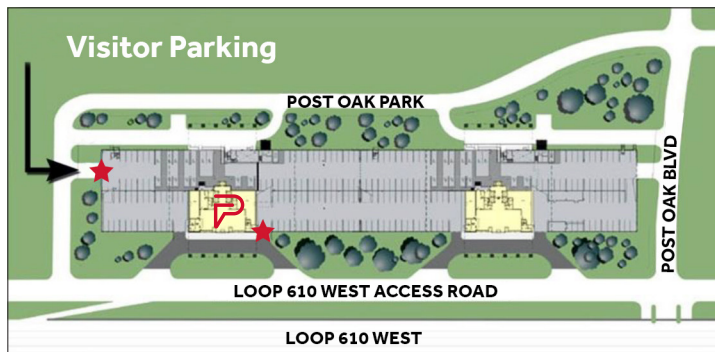 Visitor Parking
POST OAK PARK
POST OAK BLVD
LOOP 610 WEST ACCESS ROAD
LOOP 610 WEST